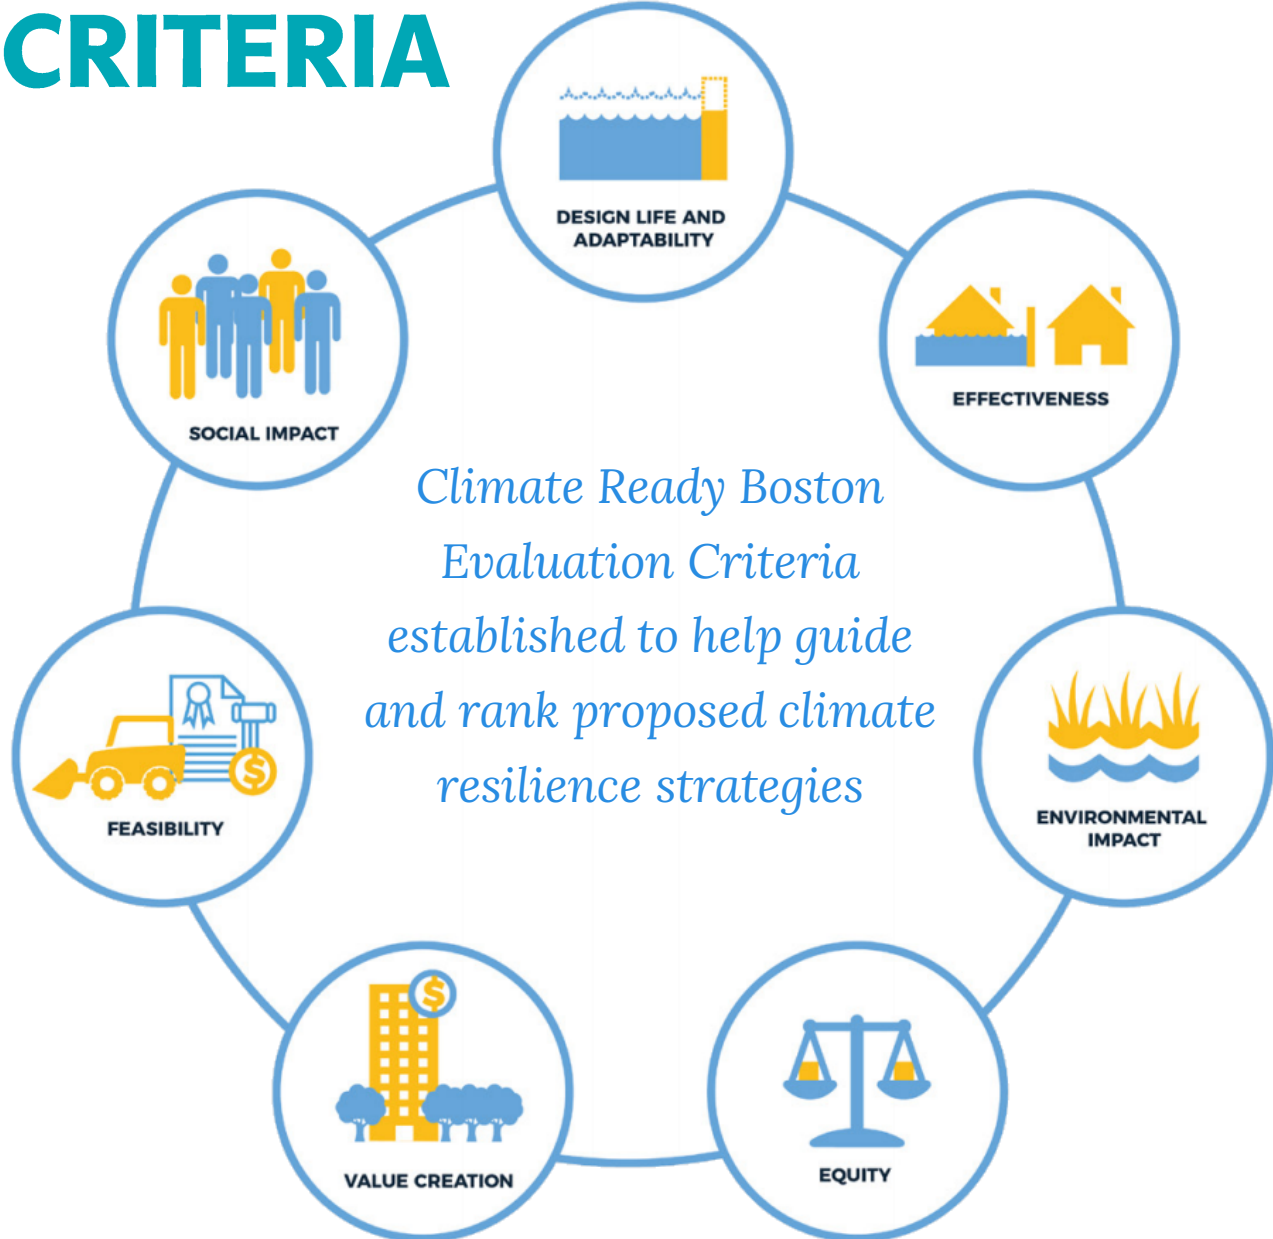 CRITERIA
DESIGN LIFE AND
ADAPTABILITY
EFFECTIVENESS
ENVIRONMENTAL
IMPACT
EQUITY
VALUE CREATION
FEASIBILITY
SOCIAL IMPACT
Climate Ready Boston
Evaluation Criteria
established to help guide
and rank proposed climate
resilience strategies
$
$